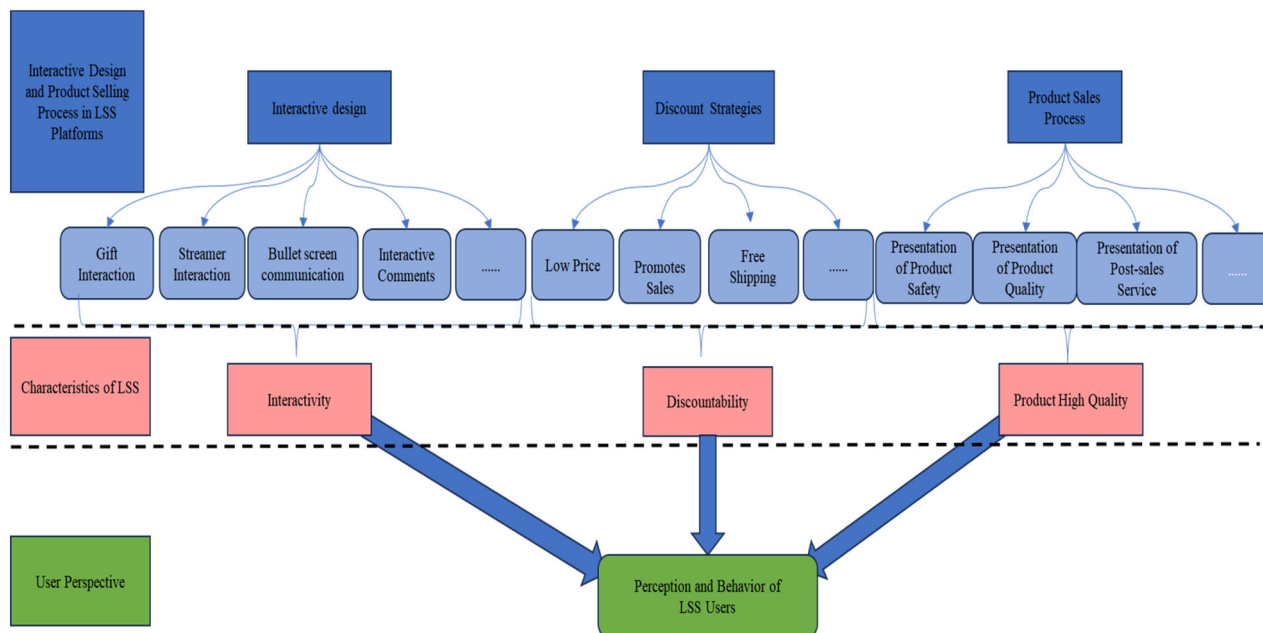 Interactive Design
and Product Selling
Process in LSS
Platforms
Interactive design
Discount Strategies
Product Sales
Process
Gift
Interaction
Streamer
Interaction
Bullet screen
communication
Interactive
Comments
......
Low Price
Promotes
Sales
Free
Shipping
......
Presentation
of Product
Safety
Presentation
of Product
Quality
Presentation of
Post-sales
Service
......
Characteristics of LSS
Interactivity
Discountability
Product High Quality
User Perspective
Perception and Behavior of
LSS Users